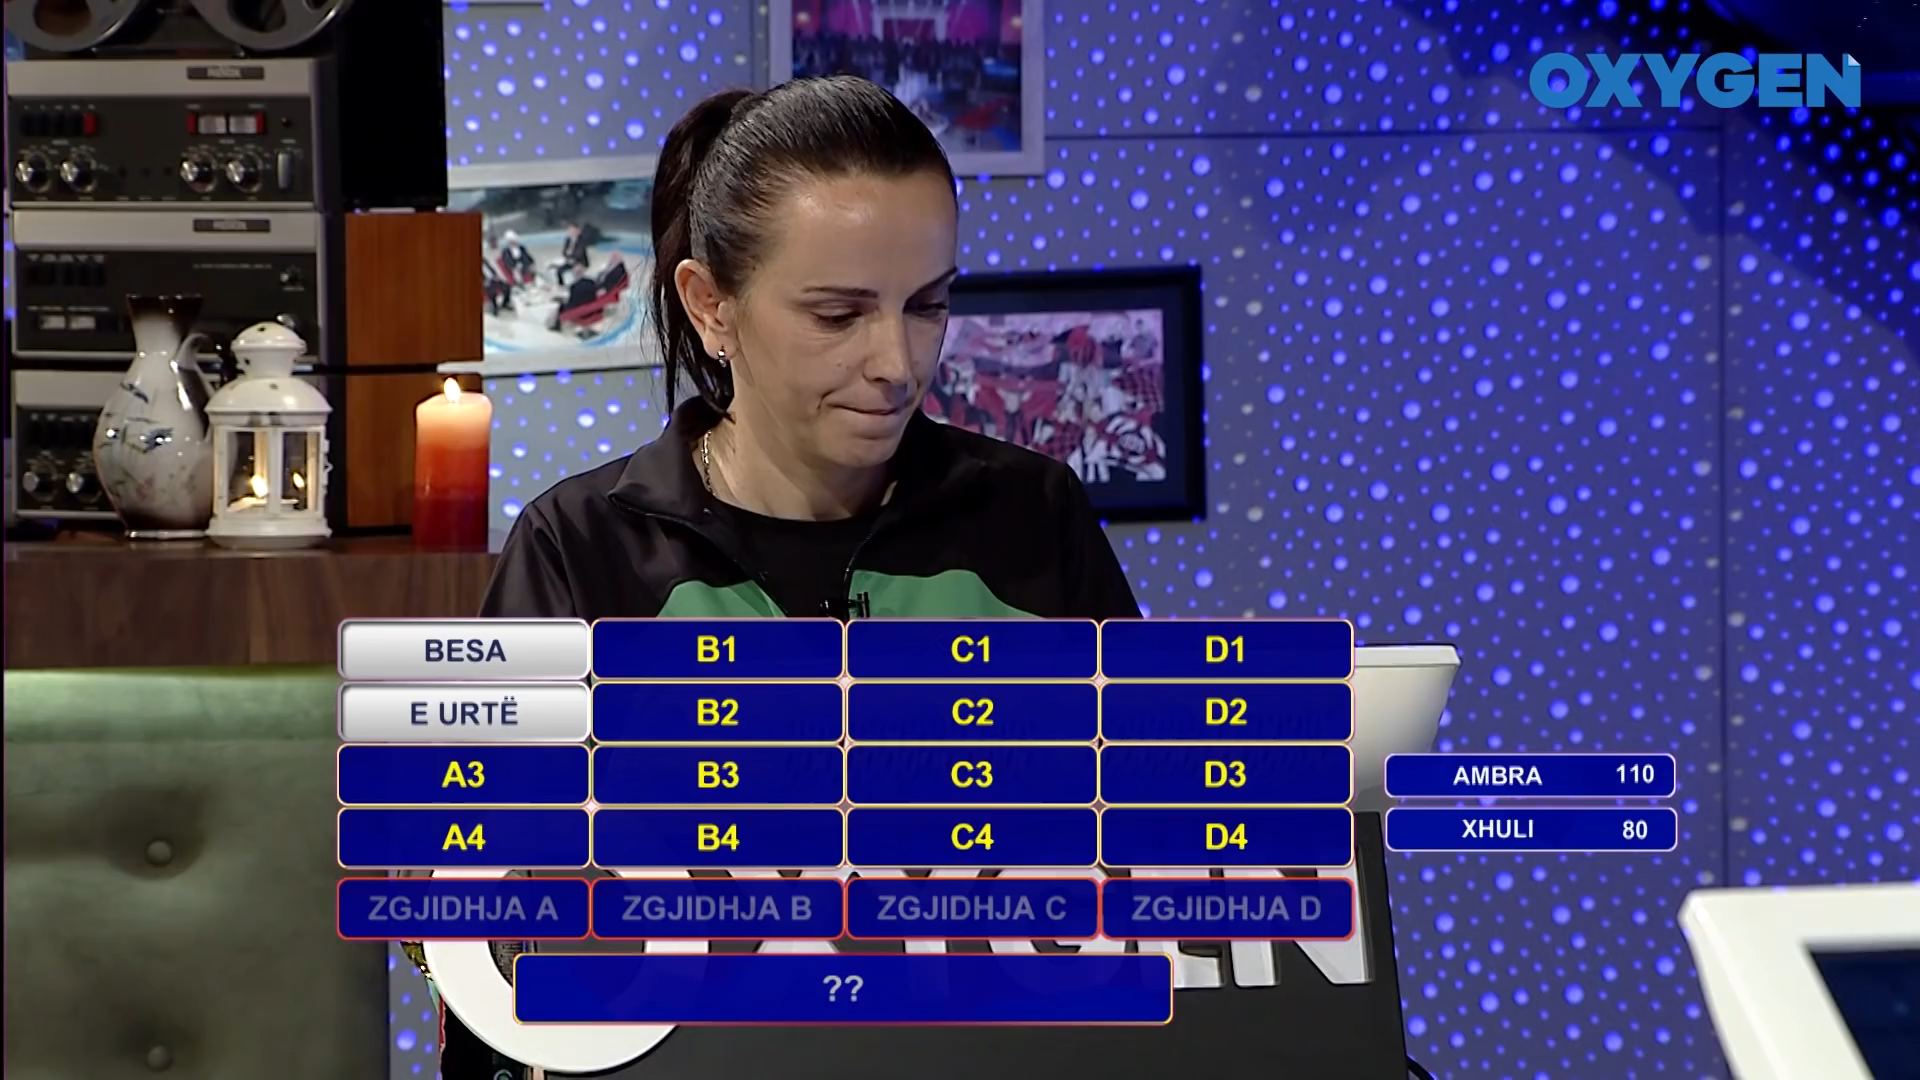 OXYGEN
BESA B1 C1 D1
E URTË B2 C2 D2
A3 B3 C3 D3
A4 B4 C4 D4
ZGJIDHJA A ZGJIDHJA B ZGJIDHJA C ZGJIDHJA D
??
AMBRA 110
XHULI 80
OXYGEN